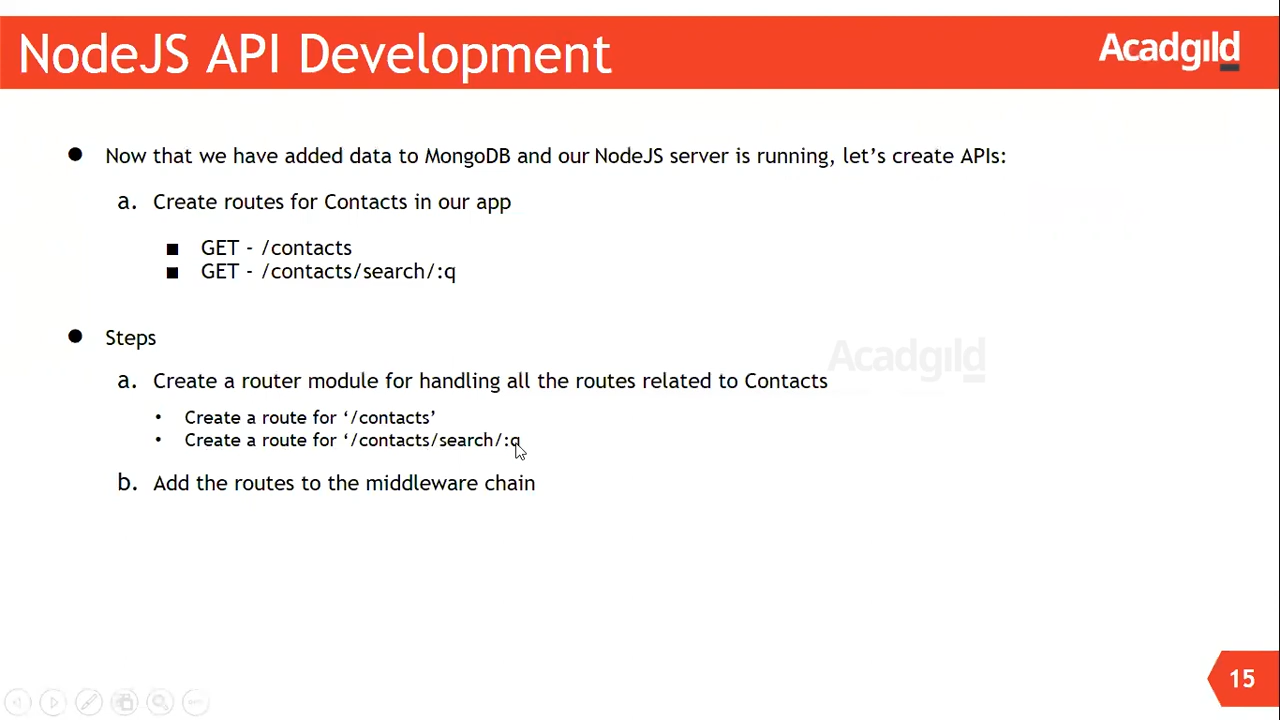 NodeJS API Development
Acadgıld
● Now that we have added data to MongoDB and our NodeJS server is running, let’s create APIs:
a. Create routes for Contacts in our app
■ GET - /contacts
■ GET - /contacts/search/:q
● Steps
Acadgıld
a. Create a router module for handling all the routes related to Contacts
• Create a route for ‘/contacts’
• Create a route for ‘/contacts/search/:q
b. Add the routes to the middleware chain
15